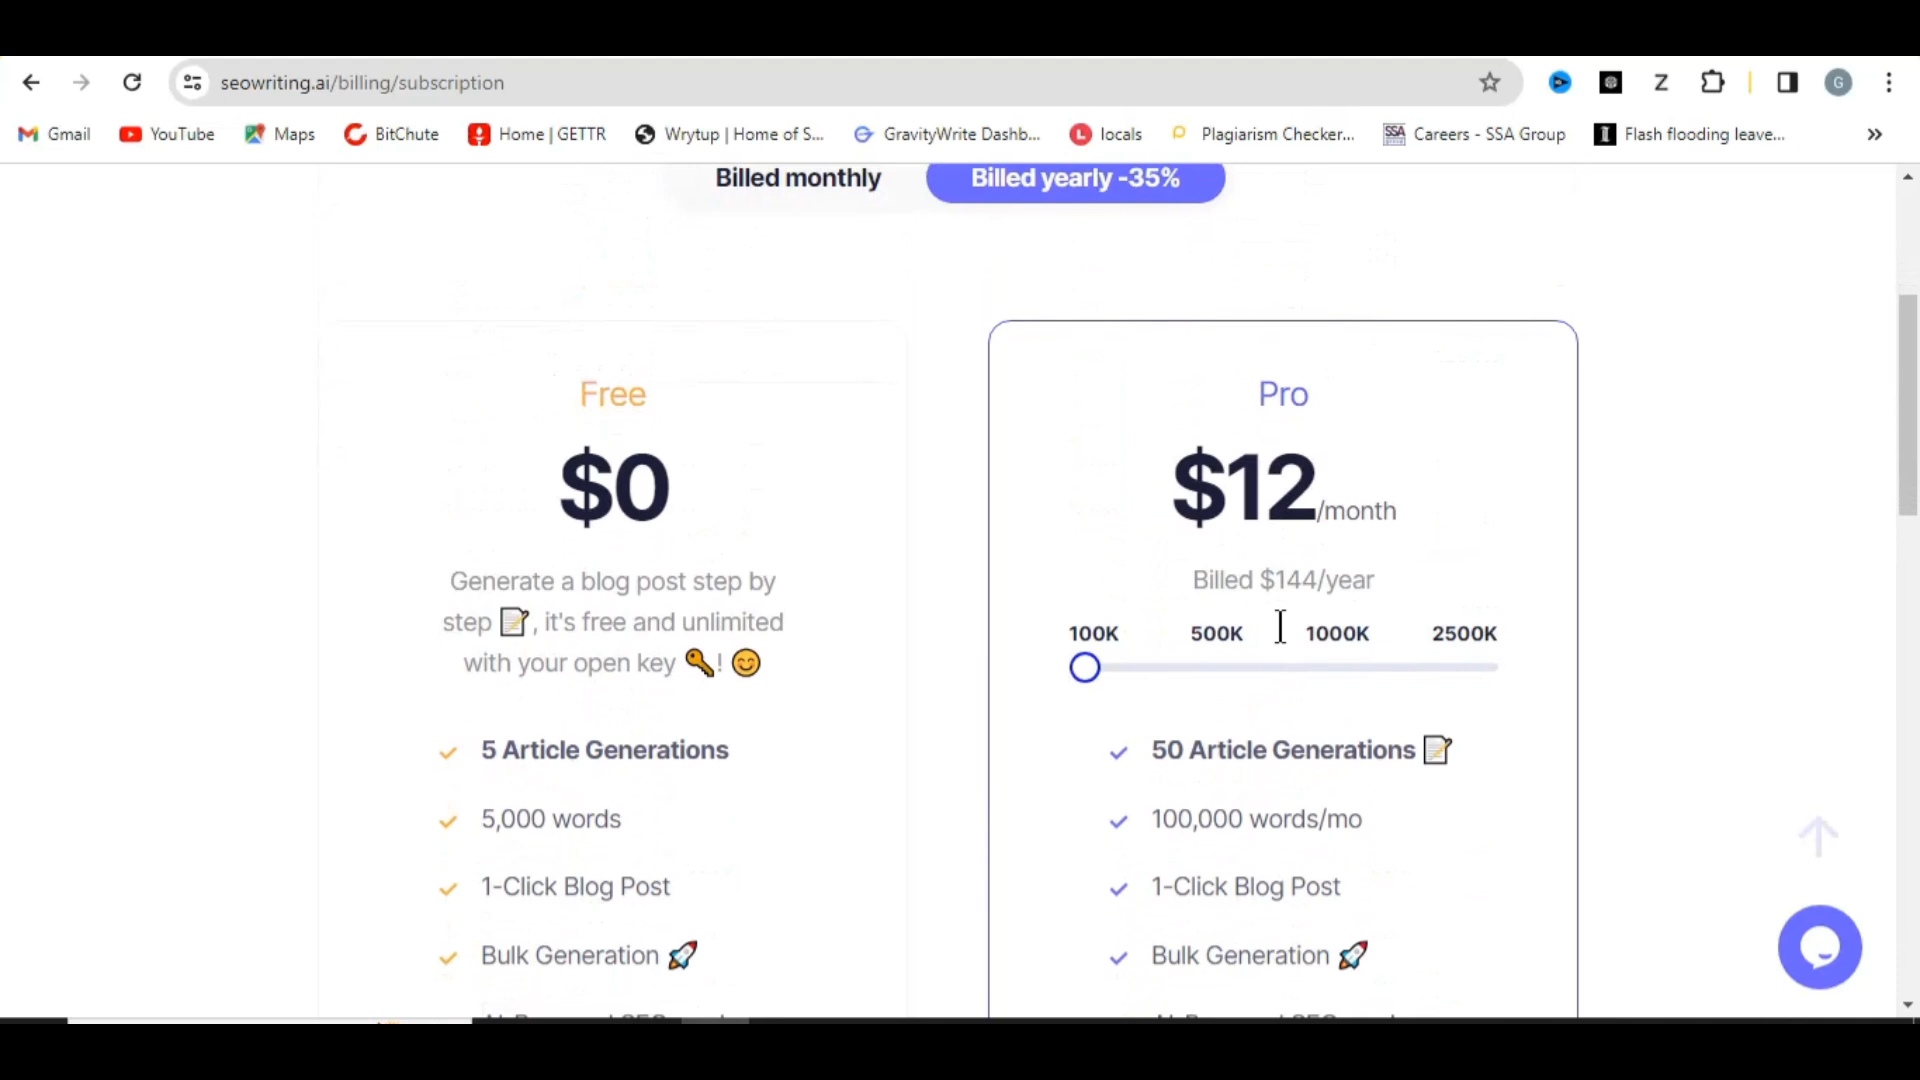 seowriting.ai/billing/subscription
G
Gmail
YouTube
Maps
BitChute
Home | GETTR
Wrytup | Home of S...
GravityWrite Dashb...
locals
Plagiarism Checker...
SSA Careers - SSA Group
Flash flooding leave...
Billed monthly
Billed yearly -35%
Free
$0
Generate a blog post step by
step 📝, it's free and unlimited
with your open key 🔑! 😊
5 Article Generations
5,000 words
1-Click Blog Post
Bulk Generation 🚀
Pro
$12/month
Billed $144/year
100K 500K 1000K 2500K
50 Article Generations 📝
100,000 words/mo
1-Click Blog Post
Bulk Generation 🚀